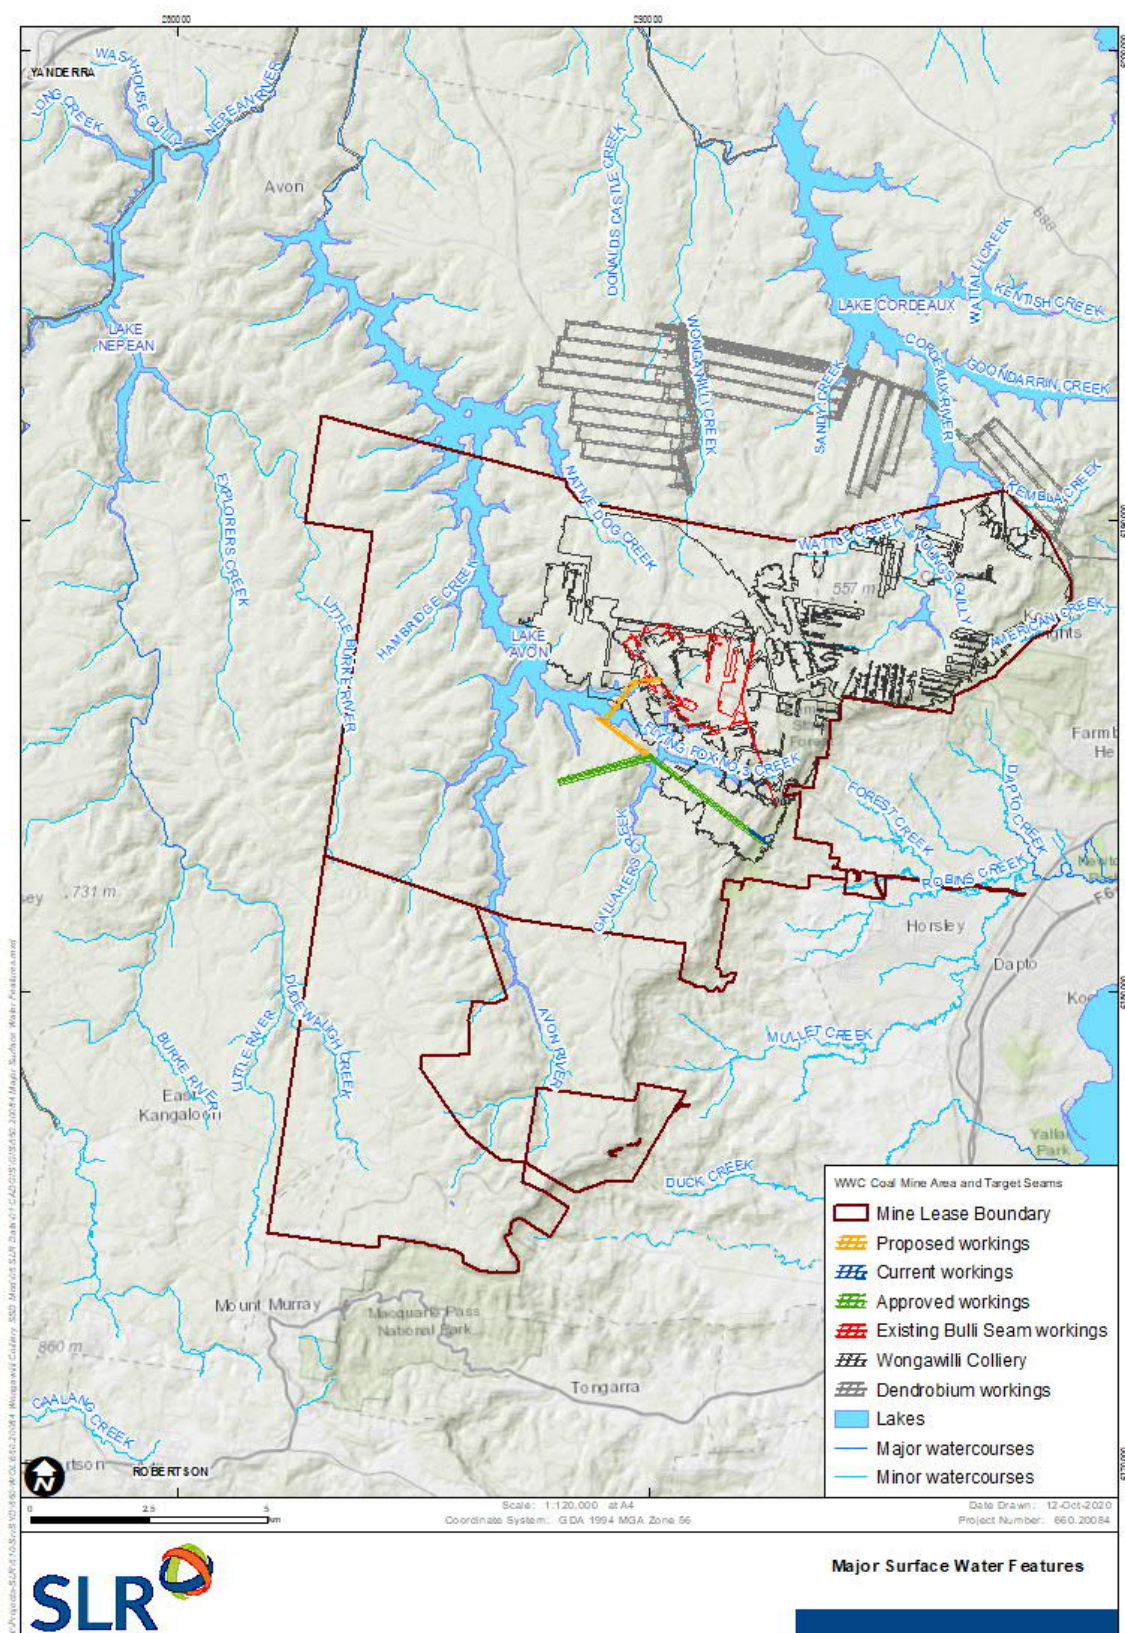 280000
290000
YANDERRA
WASHHOUSE GULLY
LONG CREEK
NEPEAN RIVER
Avon
DONALDS CASTLE CREEK
688
WATTALLI CREEK
KENTISH CREEK
LAKE CORDEAUX
LAKE
NEPEAN
WONGAWILLI CREEK
CORDEAUX RIVER
GOONDARRIN CREEK
SANDY CREEK
EXPLORERS CREEK
NATIVE DOG CREEK
KEMBLA CREEK
WATTLE CREEK
YOUNGS GULLY
557 m
HAMBRIDGE CREEK
LITTLE BURKE RIVER
AMERICAN CREEK
LAKE
AVON
FLYING FOX NO 3 CREEK
DAPTO CREEK
FOREST CREEK
GALLAHERS CREEK
ROBINS CREEK
731 m
Horsley
F6
Dapto
DUDEWAUGH CREEK
LITTLE RIVER
AVON RIVER
MULLET CREEK
BURKE RIVER
East
Kangaloon
DUCK CREEK
Mount Murray
Macquarie Pass
National Park
860 m
Tongarra
CAALANG CREEK
ROBERTSON
WWC Coal Mine Area and Target Seams
Mine Lease Boundary
Proposed workings
Current workings
Approved workings
Existing Bulli Seam workings
Wongawilli Colliery
Dendrobium workings
Lakes
Major watercourses
Minor watercourses
N
0 2.5 5
km
Scale: 1:120,000 at A4
Coordinate System: GDA 1994 MGA Zone 56
Date Drawn: 12-Oct-2020
Project Number: 660.20084
SLR
Major Surface Water Features